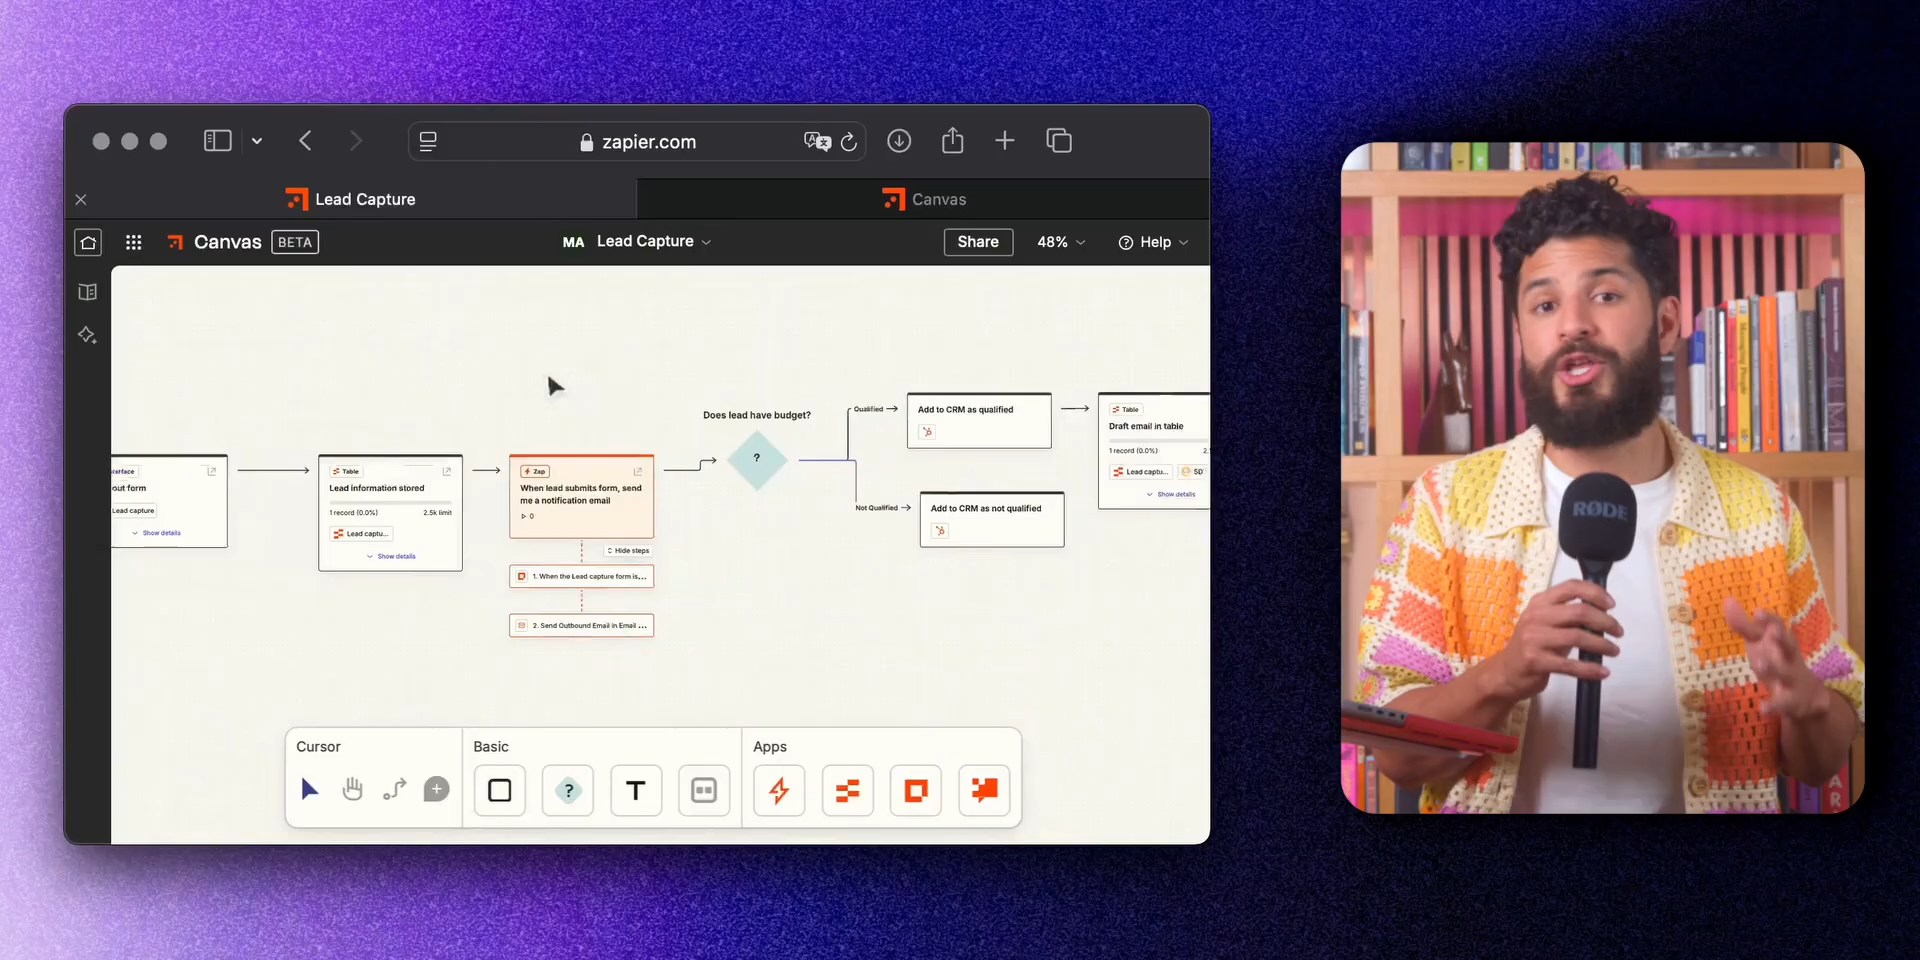 zapier.com
Lead Capture
Canvas
Canvas BETA
MA Lead Capture
Share
48%
Help
out form
Lead capture
Show details
Table
Lead information stored
1 record (0.0%) 2.5k limit
Lead captu...
Show details
Zap
When lead submits form, send
me a notification email
0
Hide steps
1. When the Lead capture form is...
2. Send Outbound Email in Email ...
Does lead have budget?
?
Qualified
Not Qualified
Add to CRM as qualified
Add to CRM as not qualified
Table
Draft email in table
1 record (0.0%)
Lead captu...
Show details
Cursor
Basic
Apps
?
T
RØDE